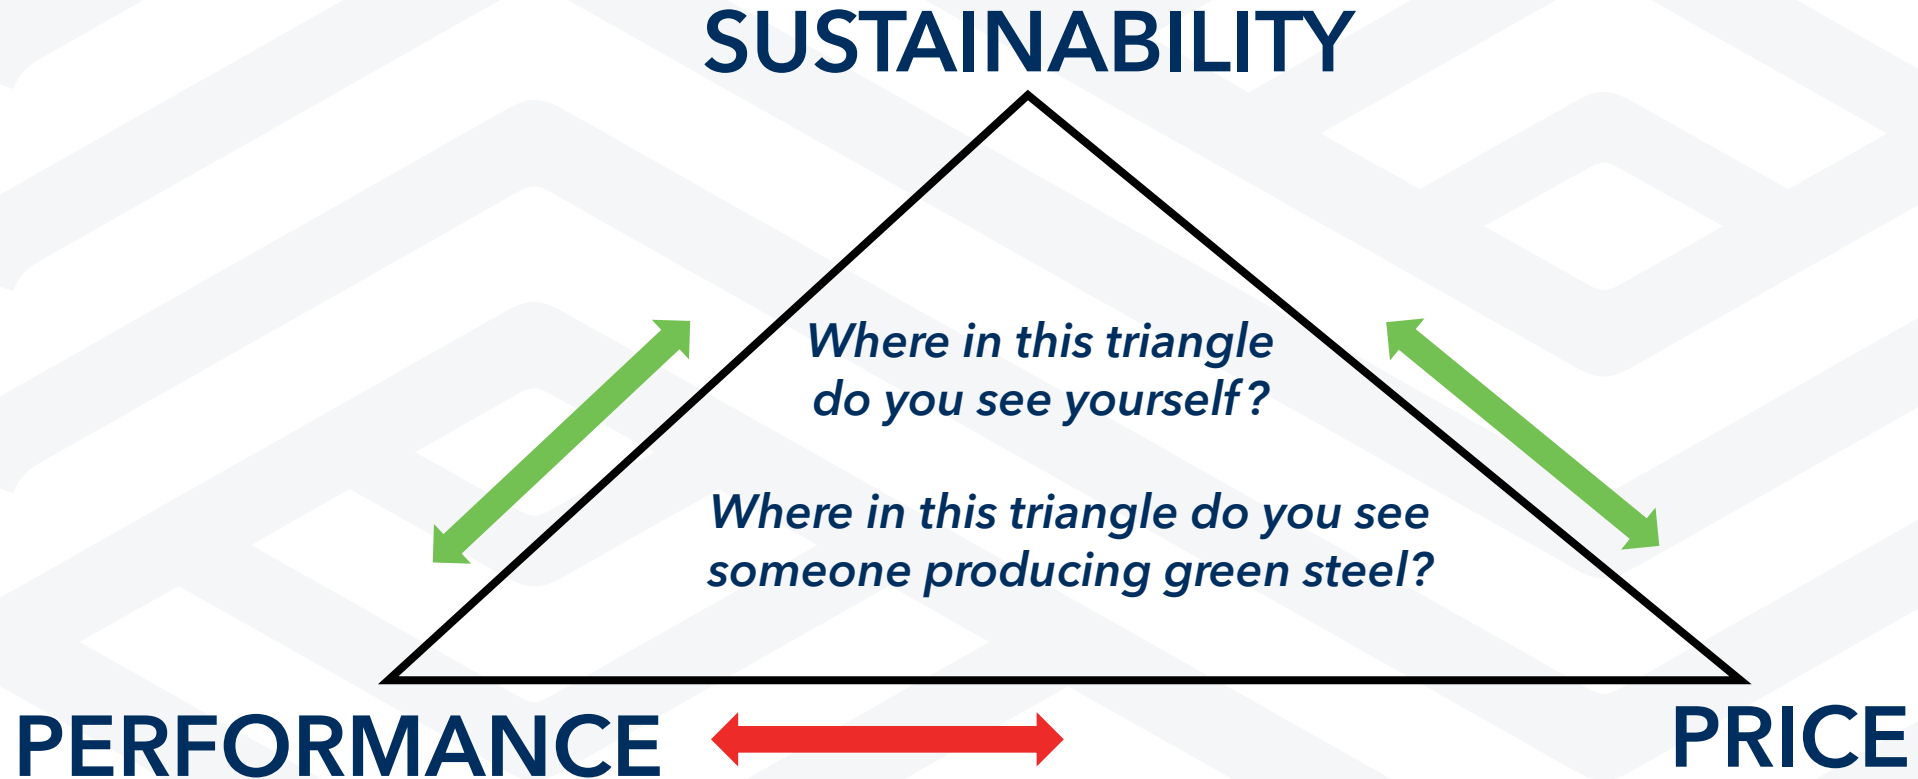 SUSTAINABILITY
Where in this triangle
do you see yourself?
Where in this triangle do you see
someone producing green steel?
PERFORMANCE
PRICE